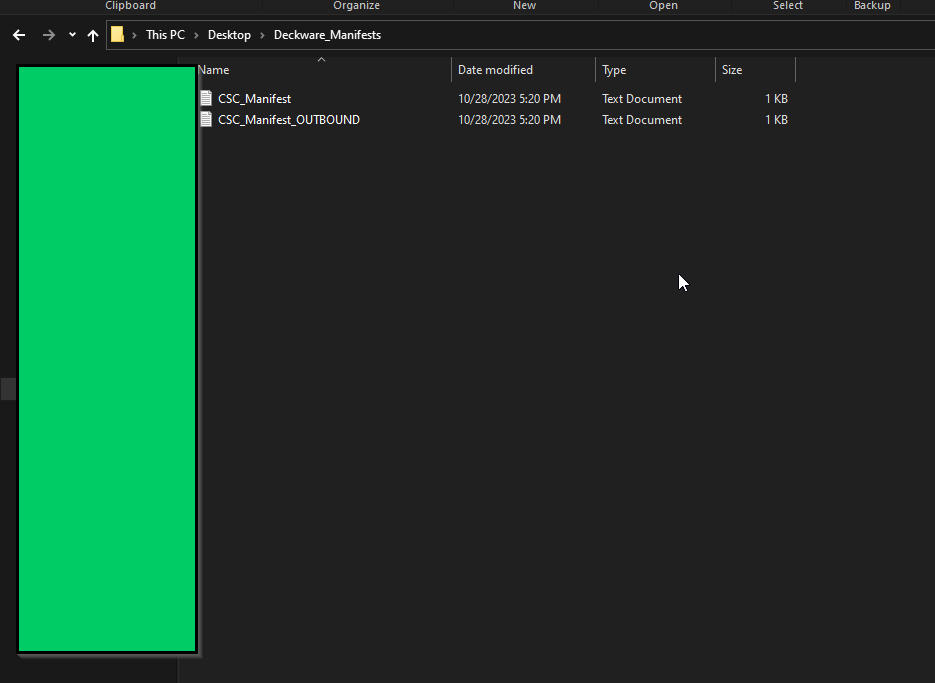 Clipboard Organize New Open Select Backup
This PC > Desktop > Deckware_Manifests
Name Date modified Type Size
CSC_Manifest 10/28/2023 5:20 PM Text Document 1 KB
CSC_Manifest_OUTBOUND 10/28/2023 5:20 PM Text Document 1 KB